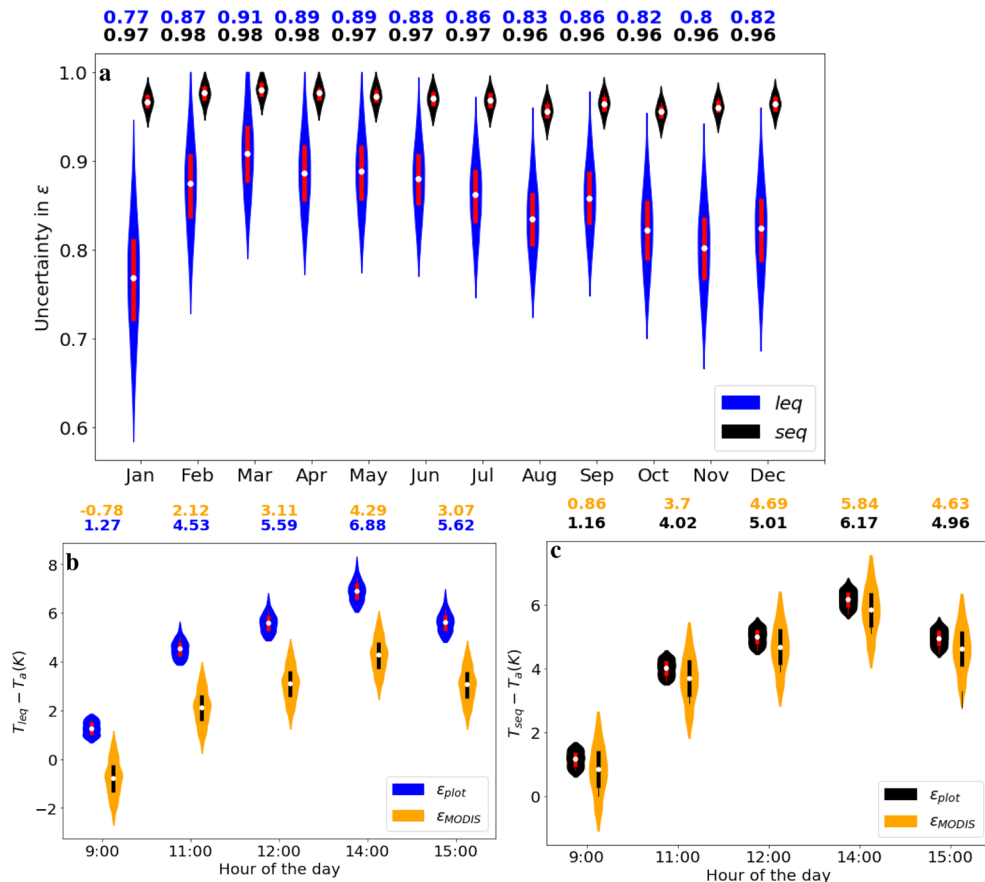 0.77 0.87 0.91 0.89 0.89 0.88 0.86 0.83 0.86 0.82 0.8 0.82
0.97 0.98 0.98 0.98 0.97 0.97 0.97 0.96 0.96 0.96 0.96 0.96
a
1.0
0.9
0.8
0.7
0.6
Uncertainty in ε
leq
seq
Jan Feb Mar Apr May Jun Jul Aug Sep Oct Nov Dec
-0.78 2.12 3.11 4.29 3.07
1.27 4.53 5.59 6.88 5.62
b
8
6
4
2
0
−2
T_leq − T_a(K)
ε_plot
ε_MODIS
9:00 11:00 12:00 14:00 15:00
Hour of the day
0.86 3.7 4.69 5.84 4.63
1.16 4.02 5.01 6.17 4.96
c
6
4
2
0
T_seq − T_a(K)
ε_plot
ε_MODIS
9:00 11:00 12:00 14:00 15:00
Hour of the day